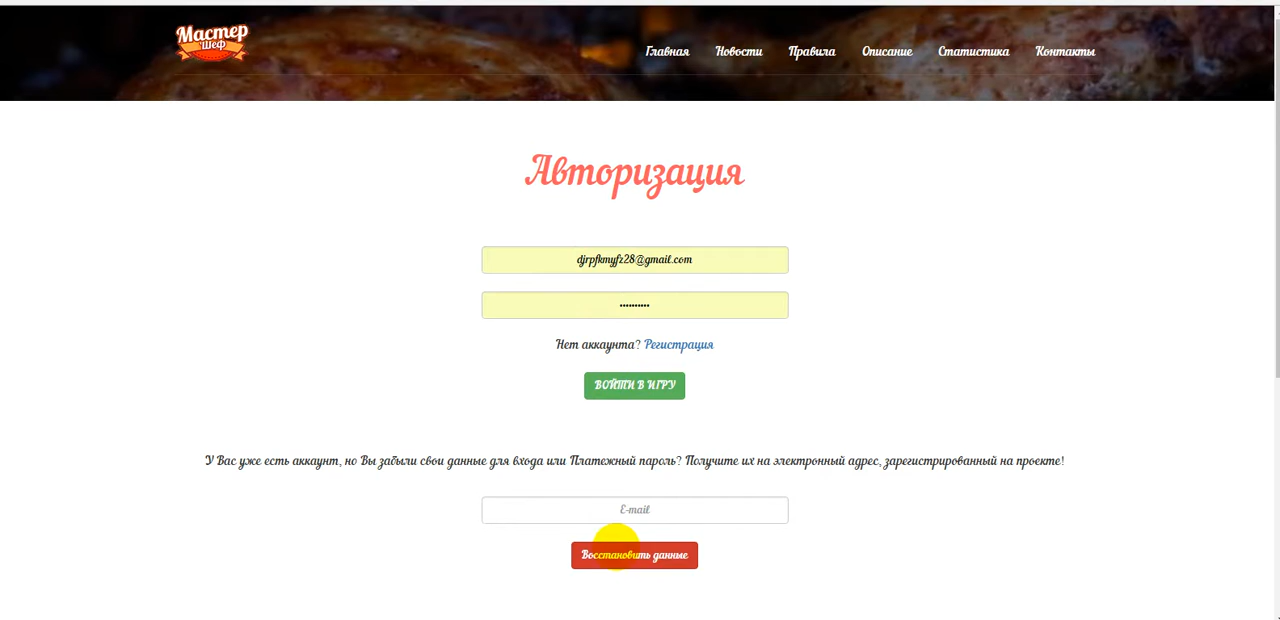 Мастер
Шеф
Главная Новости Правила Описание Статистика Контакты
Авторизация
djrpfkmyfz28@gmail.com
••••••••••
Нет аккаунта? Регистрация
ВОЙТИ В ИГРУ
У Вас уже есть аккаунт, но Вы забыли свои данные для входа или Платежный пароль? Получите их на электронный адрес, зарегистрированный на проекте!
E-mail
Восстановить данные